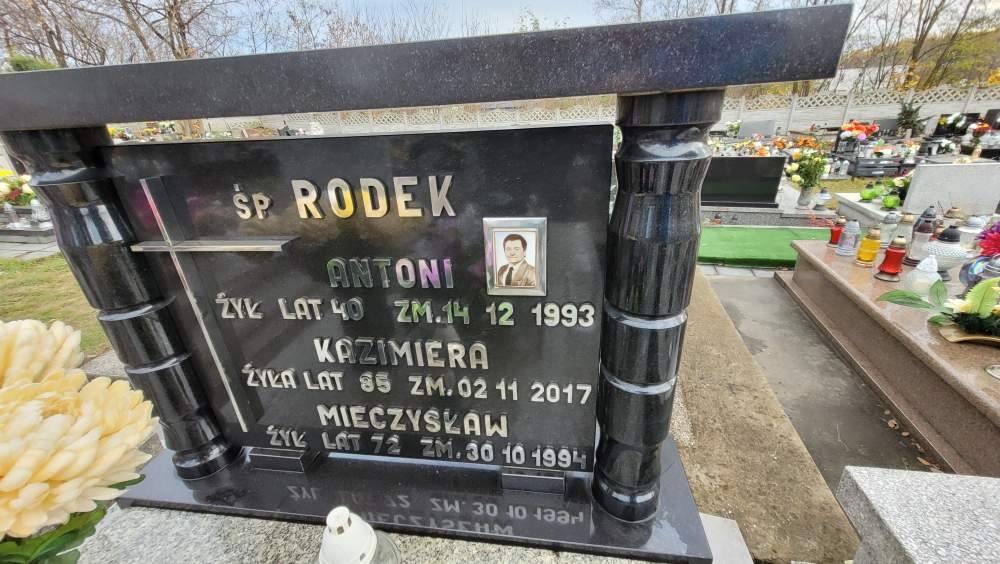 ŚP RODEK
ANTONI
ŻYŁ LAT 40 ZM. 14 12 1993
KAZIMIERA
ŻYŁA LAT 85 ZM. 02 11 2017
MIECZYSŁAW
ŻYŁ LAT 72 ZM. 30 10 1994